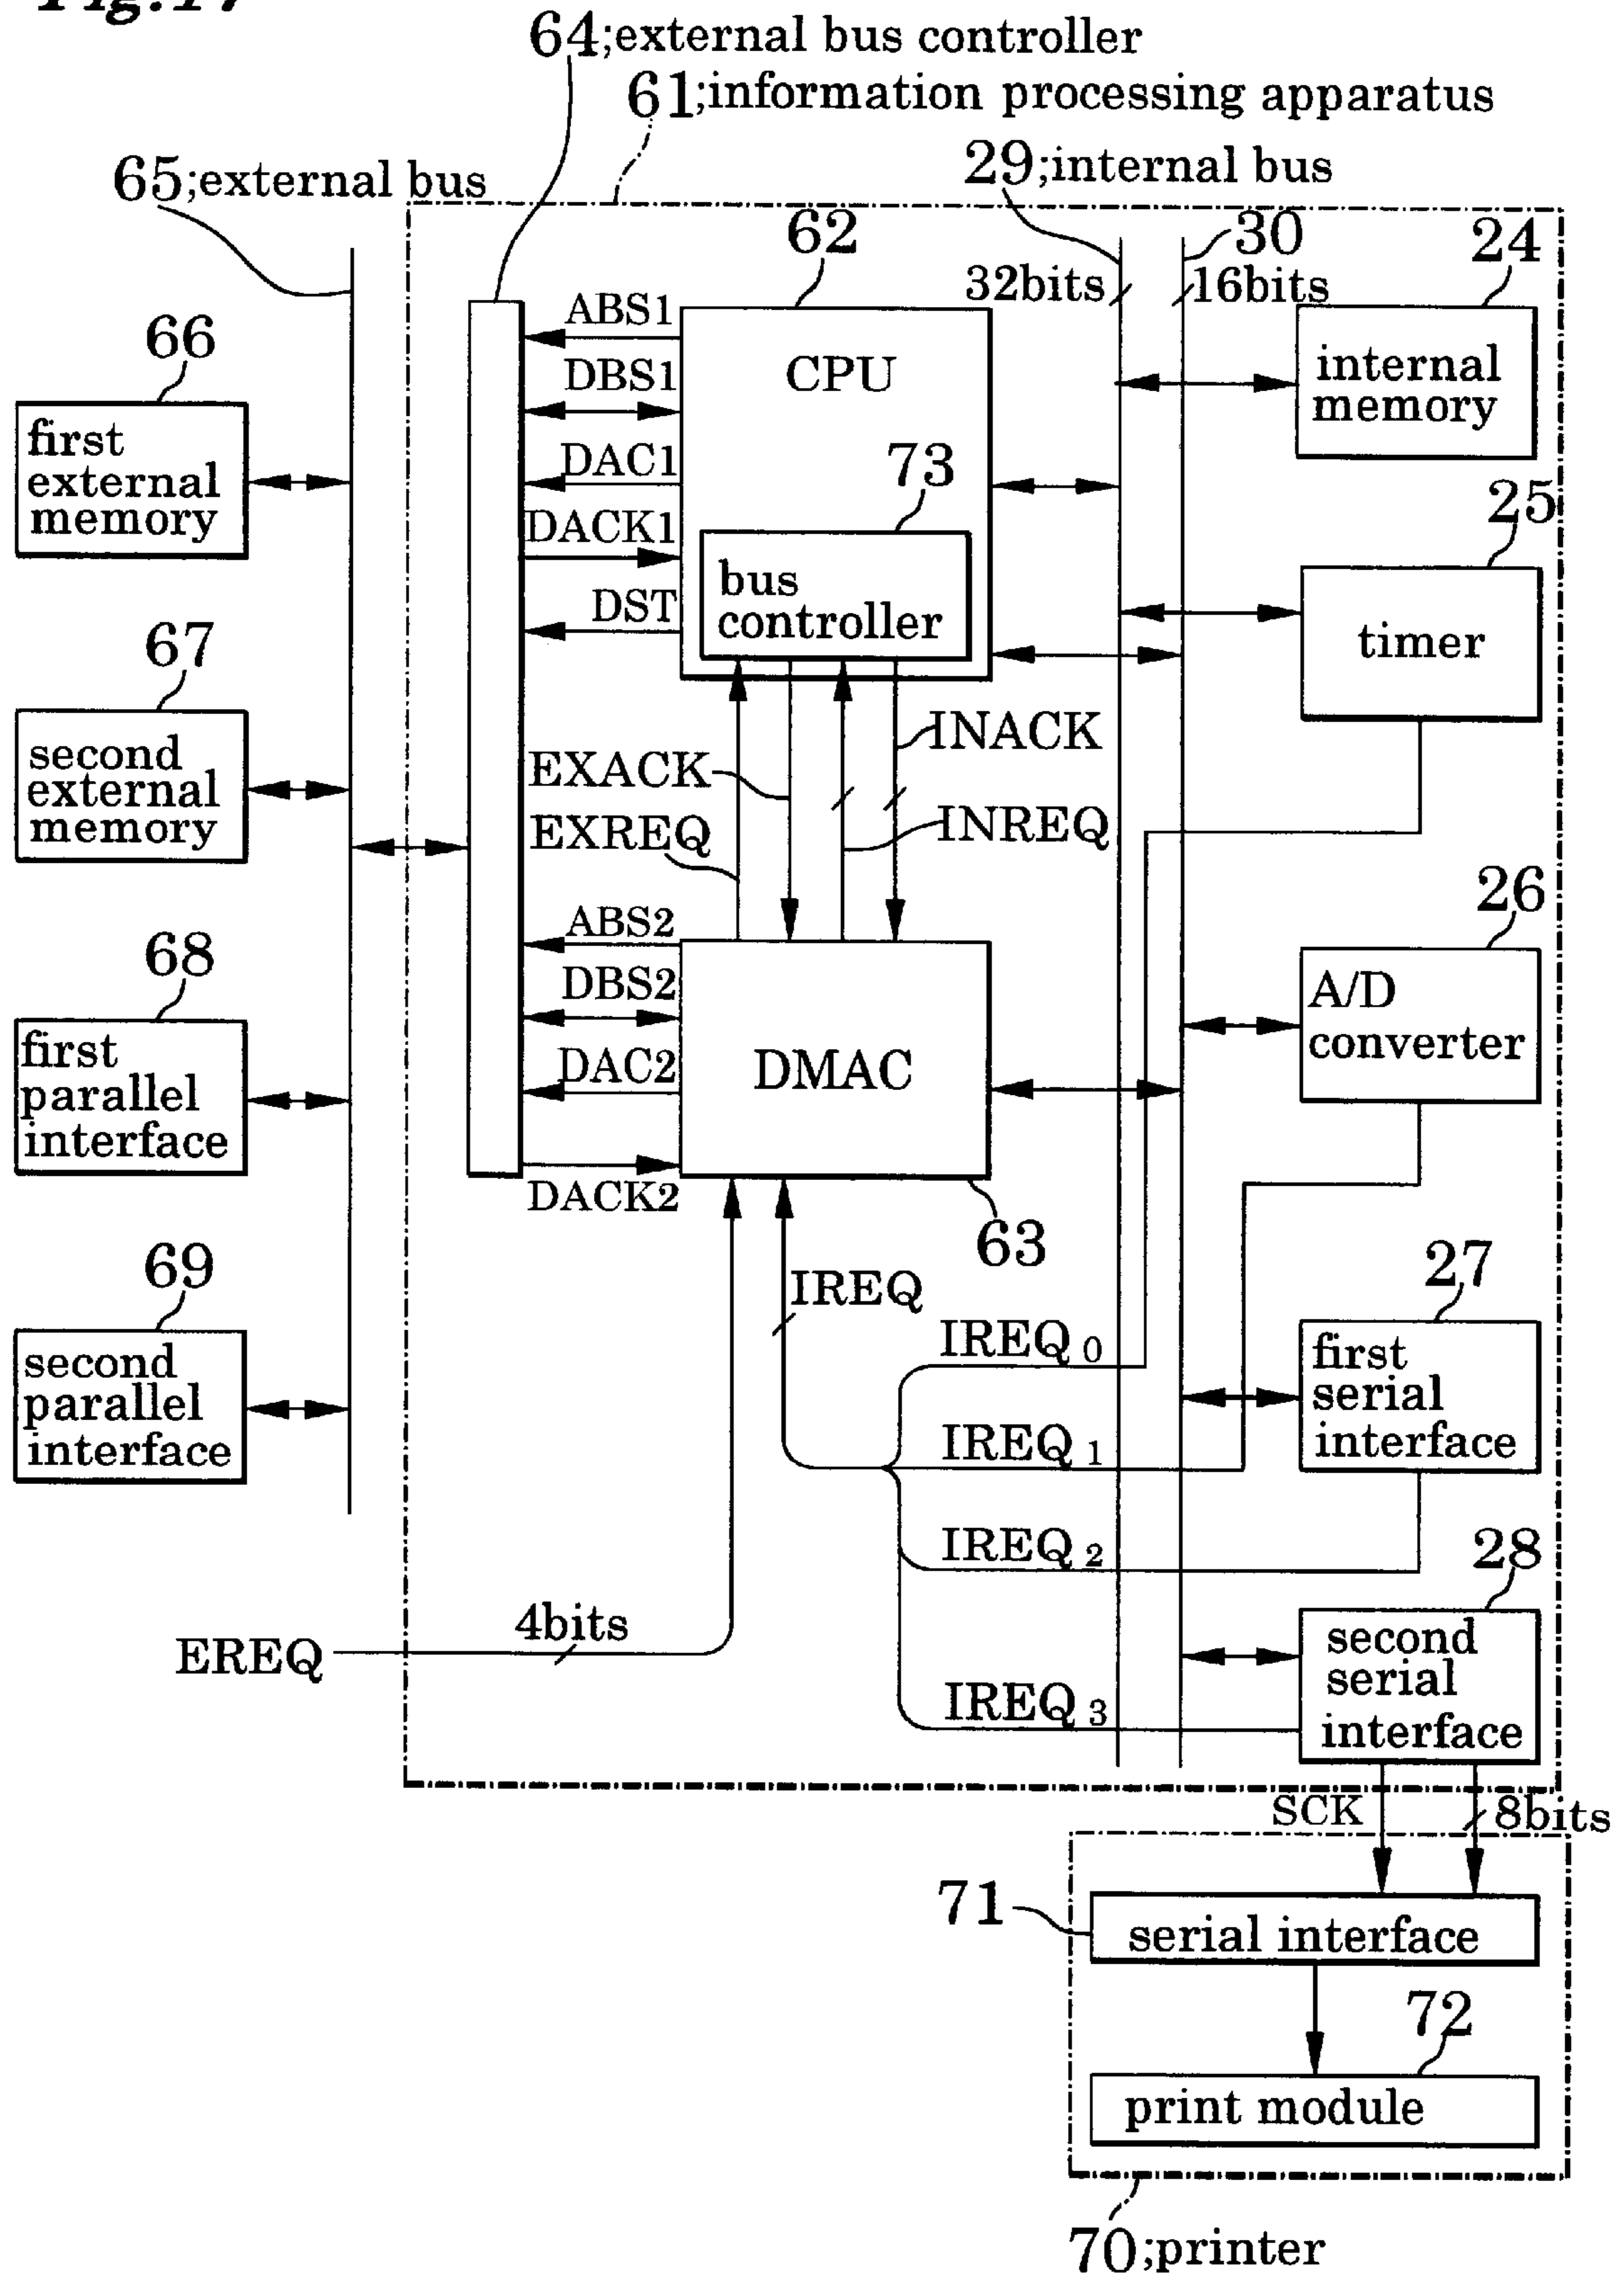 Fig.17
64;external bus controller
61;information processing apparatus
29;internal bus
65;external bus
62
30
24
32bits
16bits
ABS1
CPU
internal
memory
66
DBS1
first
external
memory
DAC1
73
25
DACK1
bus
controller
DST
timer
67
second
external
memory
INACK
EXACK
EXREQ
INREQ
26
ABS2
68
DBS2
A/D
converter
first
parallel
interface
DAC2
DMAC
DACK2
63
69
27
IREQ
IREQ 0
first
serial
interface
second
parallel
interface
IREQ 1
IREQ 2
28
4bits
EREQ
second
serial
interface
IREQ 3
SCK
8bits
71
serial interface
72
print module
70;printer